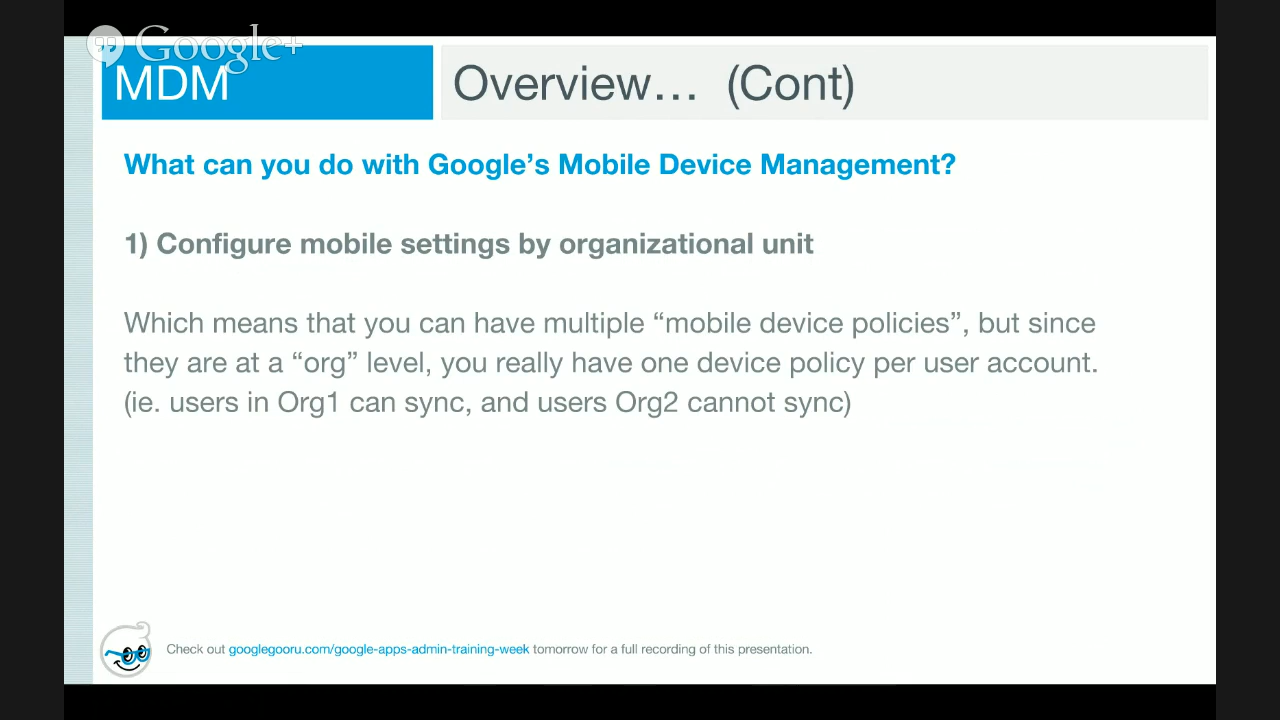 Google+
MDM
Overview... (Cont)
What can you do with Google’s Mobile Device Management?
1) Configure mobile settings by organizational unit
Which means that you can have multiple “mobile device policies”, but since
they are at a “org” level, you really have one device policy per user account.
(ie. users in Org1 can sync, and users Org2 cannot sync)
Check out googlegooru.com/google-apps-admin-training-week tomorrow for a full recording of this presentation.